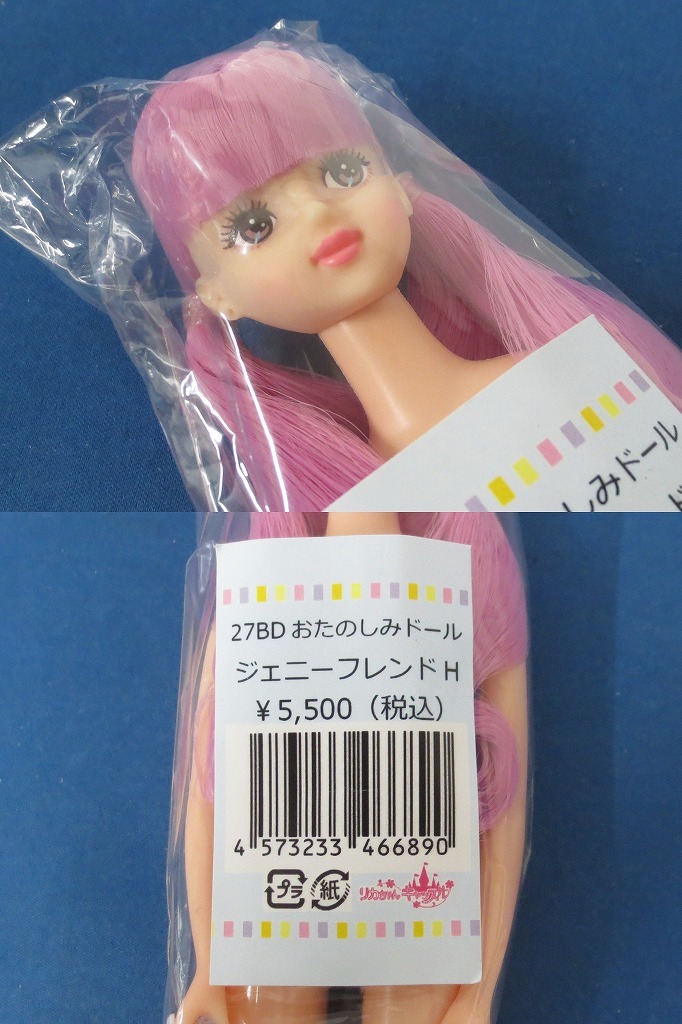 しみドール
ド
27BD おたのしみドール
ジェニーフレンド H
¥ 5,500 (税込)
4 573233 466890
プラ 紙 リカちゃんキャッスル